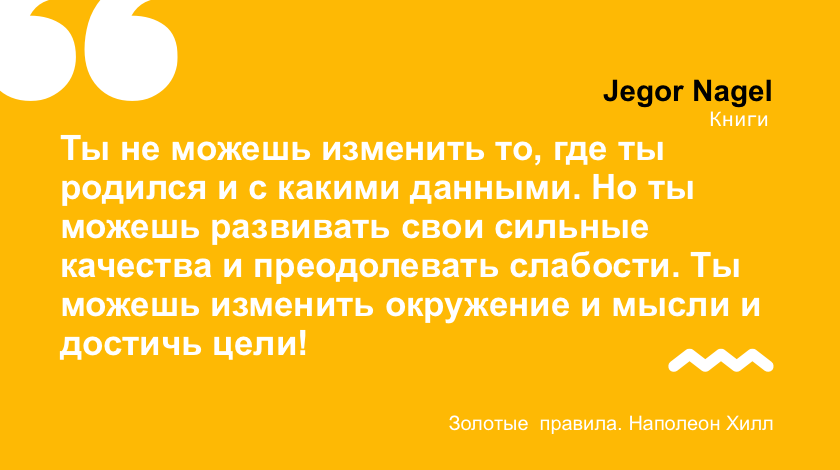 Jegor Nagel
Книги
Ты не можешь изменить то, где ты
родился и с какими данными. Но ты
можешь развивать свои сильные
качества и преодолевать слабости. Ты
можешь изменить окружение и мысли и
достичь цели!
Золотые  правила. Наполеон Хилл